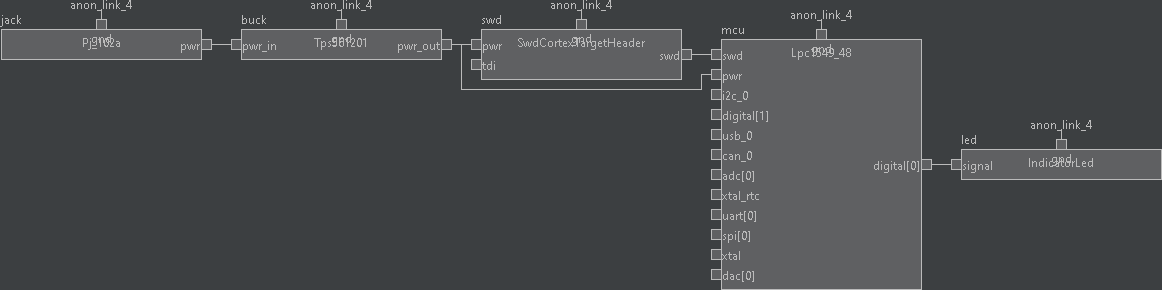 anon_link_4
jack
gnd
Pj_102a
pwr
anon_link_4
buck
gnd
Tps561201
pwr_in
pwr_out
anon_link_4
swd
gnd
SwdCortexTargetHeader
pwr
tdi
swd
anon_link_4
mcu
gnd
Lpc1549_48
swd
pwr
i2c_0
digital[1]
usb_0
can_0
adc[0]
xtal_rtc
uart[0]
spi[0]
xtal
dac[0]
digital[0]
anon_link_4
led
gnd
IndicatorLed
signal